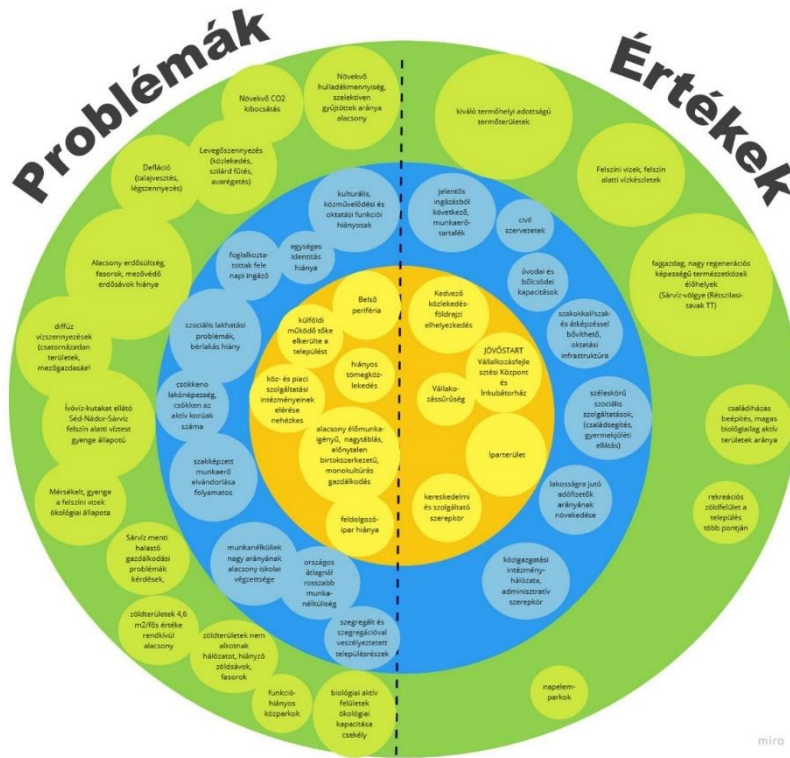 Problémák
Értékek
Növekvő
hulladékmennyiség,
szelektíven
gyűjtöttek aránya
alacsony
Növekvő CO2
kibocsátás
Levegőszennyezés
(közlekedés,
szilárd fűtés,
avarégetés)
Defláció
(talajvesztés,
légszennyezés)
Alacsony erdősültség,
fasorok, mezővédő
erdősávok hiánya
diffúz
vízszennyezések
(csatornázatlan
területek,
mezőgazdaság)
Ivóvíz-kutakat ellátó
Séd-Nádor-Sárvíz
felszín alatti víztest
gyenge állapotú
Mérsékelt, gyenge
a felszíni vizek
ökológiai állapota
Sárvíz menti
halastó
gazdálkodási
problémák
kérdések,
zöldterületek 4,6
m2/fős értéke
rendkívül
alacsony
zöldterületek nem
alkotnak
hálózatot, hiányzó
zöldsávok,
fasorok
funkció-
hiányos
közparkok
biológiai aktív
felületek
ökológiai
kapacitása
csekély
kulturális,
közművelődési és
oktatási funkciói
hiányosak
egységes
identitás
hiánya
foglalkozta-
tottak fele
napi ingázó
szociális lakhatási
problémák,
bérlakás hiány
csökkeno
lakónépesség,
csökken az
aktív korúak
száma
szakképzett
munkaerő
elvándorlása
folyamatos
munkanélküliek
nagy arányának
alacsony iskolai
végzettsége
országos
átlagnál
rosszabb
munka-
nélküliség
szegregált és
szegregációval
veszélyeztetett
településrészek
Belső
periféria
külföldi
működő tőke
elkerülte a
települést
hiányos
tömegköz-
lekedés
köz- és piaci
szolgáltatási
intézményeinek
elérése
nehézkes
alacsony élőmunka-
igényű, nagytáblás,
előnytelen
birtokszerkezetű,
monokultúrás
gazdálkodás
feldolgozó-
ipar hiánya
Kedvező
közlekedés-
földrajzi
elhelyezkedés
JÖVŐSTART
Vállalkozásfejle
sztési Központ
és
Inkubátorház
Vállako-
zássűrűség
Iparterület
kereskedelmi
és szolgáltató
szerepkör
jelentős
ingázásból
következő,
munkaerő-
tartalék
civil
szervezetek
óvodai és
bölcsődei
kapacitások
szakokkal/szak-
és átképzéssel
bővíthető,
oktatási
infrastruktúra
széleskörű
szociális
szolgáltatások,
(családsegítés,
gyermekjóléti
ellátás)
lakosságra jutó
adófizetők
arányának
növekedése
közigazgatási
intézmény-
hálózata,
adminisztratív
szerepkör
kiváló termőhelyi adottságú
termőterületek
Felszíni vizek, felszín
alatti vízkészletek
fajgazdag, nagy regenerációs
képességű természetközeli
élőhelyek
(Sárvíz-völgye (Rétszilasi-
tavak TT)
családiházas
beépítés, magas
biológiailag aktív
területek aránya
rekreációs
zöldfelület a
település
több pontján
napelem-
parkok
miro